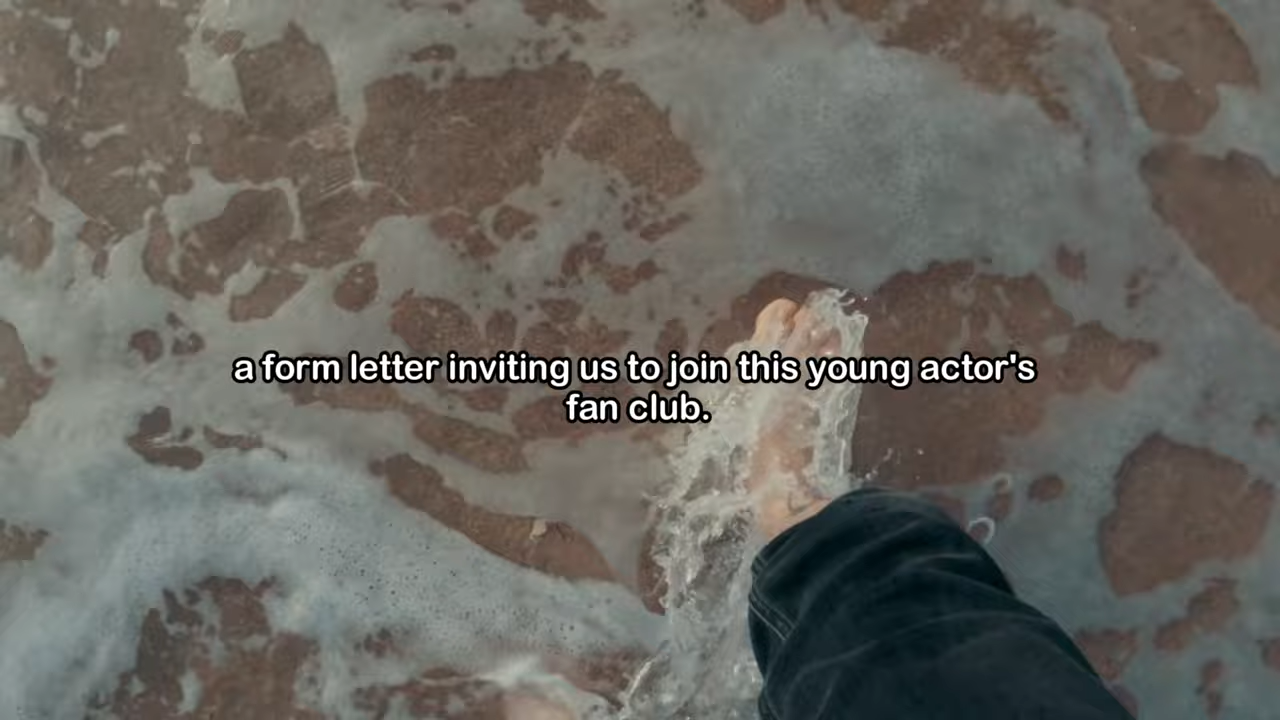 a form letter inviting us to join this young actor's
fan club.